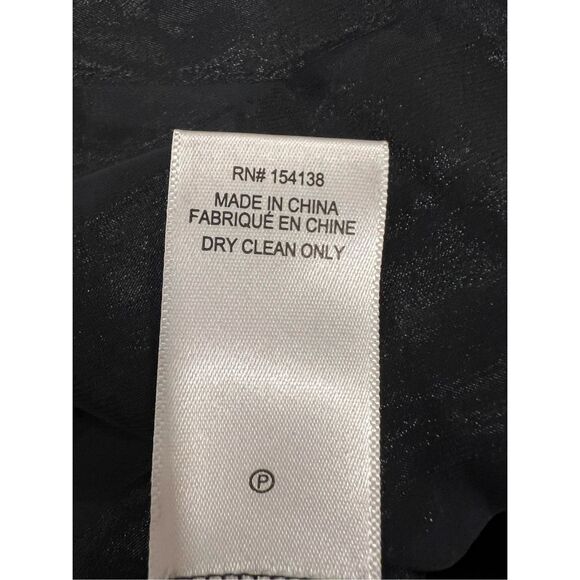 RN# 154138
MADE IN CHINA
FABRIQUÉ EN CHINE
DRY CLEAN ONLY
P